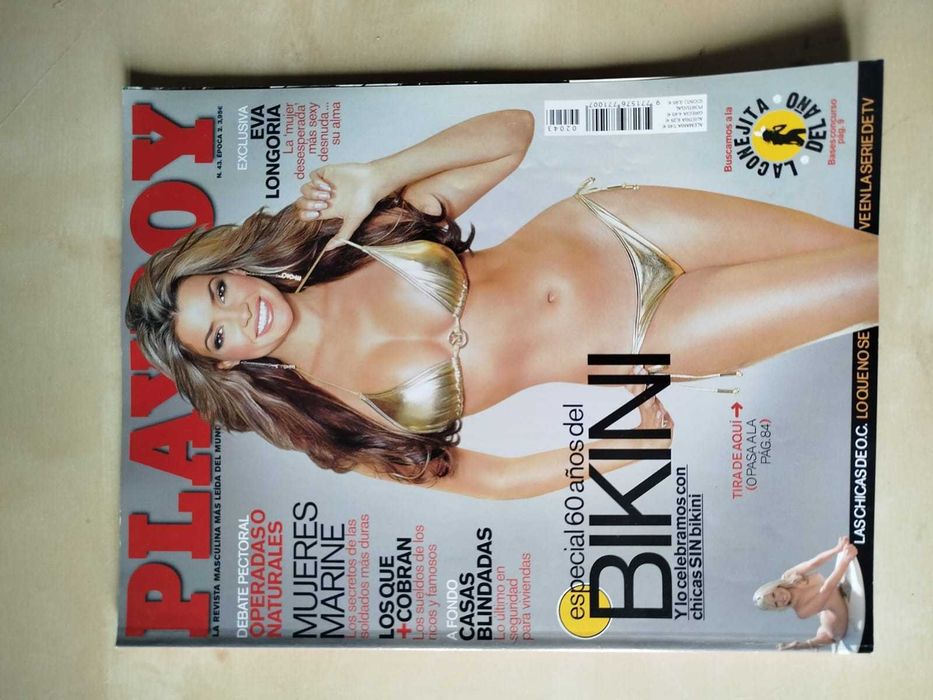 PLAYBOY
LA REVISTA MASCULINA MÁS LEÍDA DEL MUNDO
N. 43. ÉPOCA 2. 3,95€
DEBATE PECTORAL
OPERADAS O
NATURALES
MUJERES
MARINE
Los secretos de las
soldados más duras
LOS QUE
+ COBRAN
Los sueldos de los
ricos y famosos
A FONDO
CASAS
BLINDADAS
Lo último en
seguridad
para viviendas
EXCLUSIVA
EVA
LONGORIA
La 'mujer
desesperada'
más sexy
desnuda...
su alma
especial 60 años del
BIKINI
Y lo celebramos con
chicas SIN bikini
TIRA DE AQUÍ
(O PASA A LA
PÁG. 84)
02043
9 771576 771007
Buscamos a la
LA CONEJITA
DEL AÑO
Bases concurso
pág. 9
LAS CHICAS DE O.C. LO QUE NO SE VE EN LA SERIE DE TV